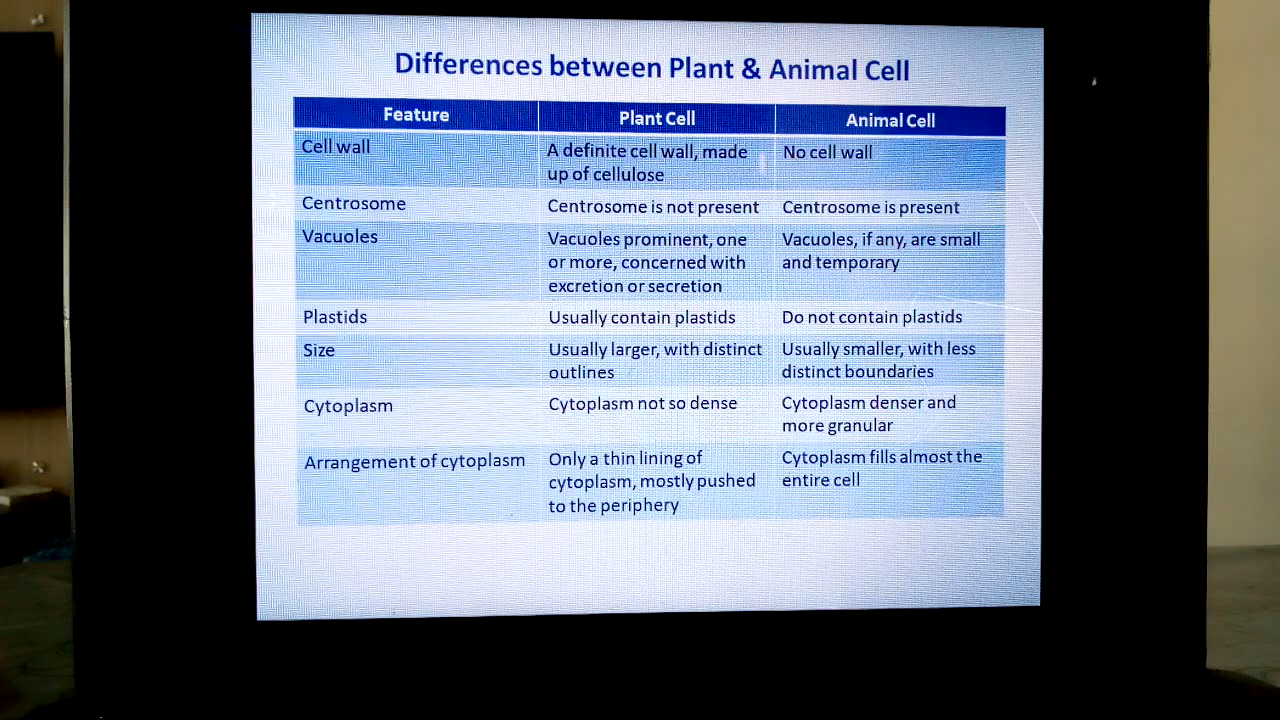 Differences between Plant & Animal Cell
Feature Plant Cell Animal Cell
Cell wall A definite cell wall, made No cell wall
up of cellulose
Centrosome Centrosome is not present Centrosome is present
Vacuoles Vacuoles prominent, one Vacuoles, if any, are small
or more, concerned with and temporary
excretion or secretion
Plastids Usually contain plastids Do not contain plastids
Size Usually larger, with distinct Usually smaller, with less
outlines distinct boundaries
Cytoplasm Cytoplasm not so dense Cytoplasm denser and
more granular
Arrangement of cytoplasm Only a thin lining of Cytoplasm fills almost the
cytoplasm, mostly pushed entire cell
to the periphery